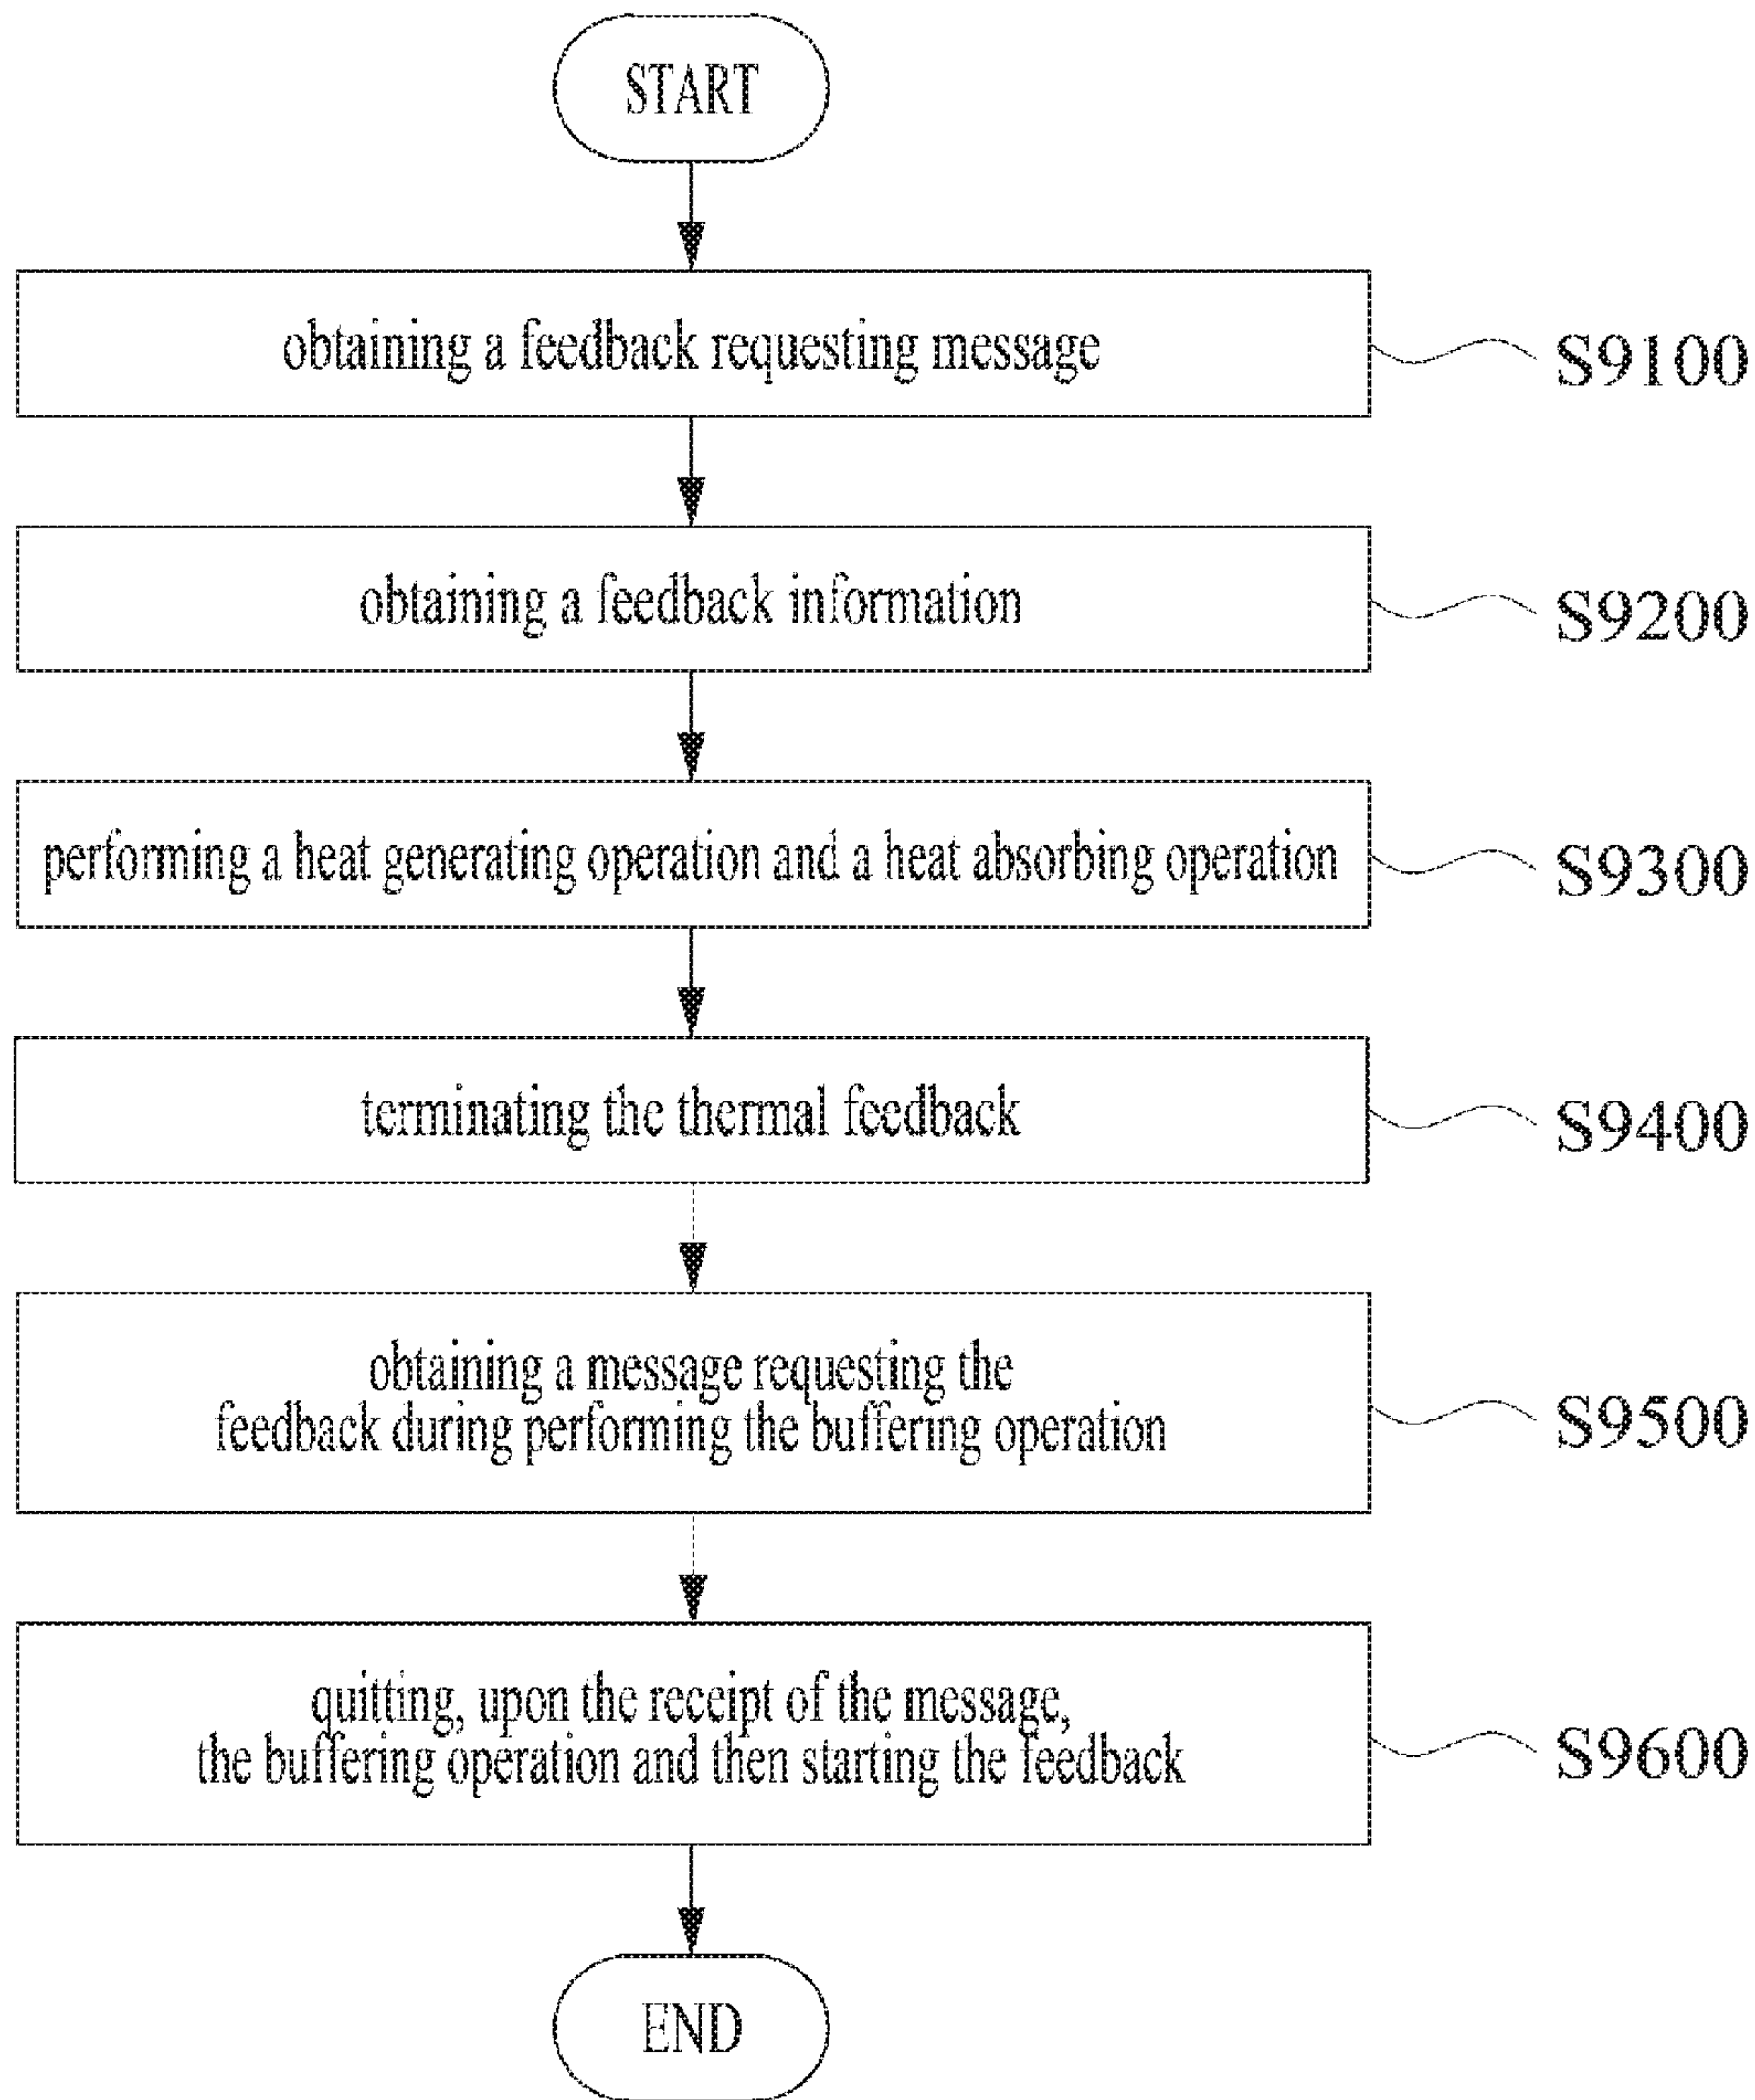 START
obtaining a feedback requesting message
S9100
obtaining a feedback information
S9200
performing a heat generating operation and a heat absorbing operation
S9300
terminating the thermal feedback
S9400
obtaining a message requesting the
feedback during performing the buffering operation
S9500
quitting, upon the receipt of the message,
the buffering operation and then starting the feedback
S9600
END